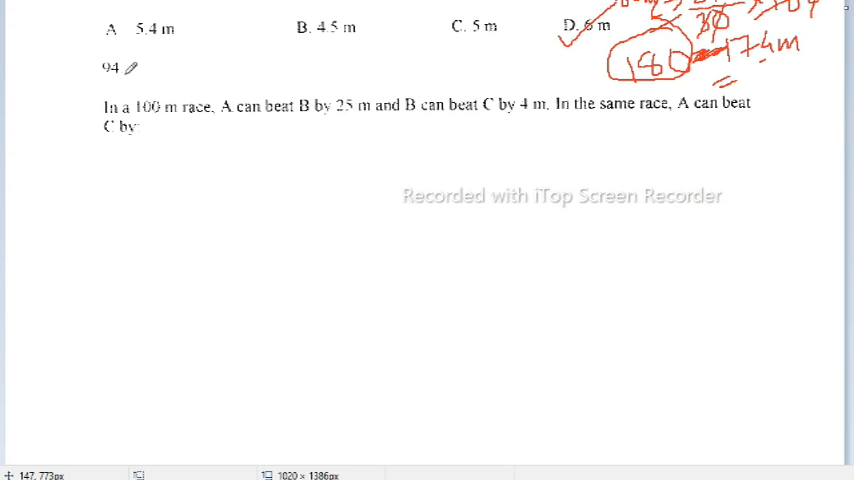 A 5.4 m B. 4.5 m C. 5 m D. 6 m
180 174m
94
In a 100 m race, A can beat B by 25 m and B can beat C by 4 m. In the same race, A can beat
C by:
Recorded with iTop Screen Recorder
147, 773px 1020 × 1386px